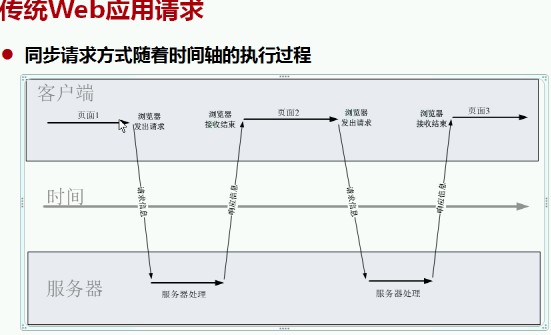 传统Web应用请求
同步请求方式随着时间轴的执行过程
客户端
页面1
浏览器
发出请求
浏览器
接收结束
页面2
浏览器
发出请求
浏览器
接收结束
页面3
请求信息
响应信息
请求信息
响应信息
时间
服务器
服务器处理
服务器处理